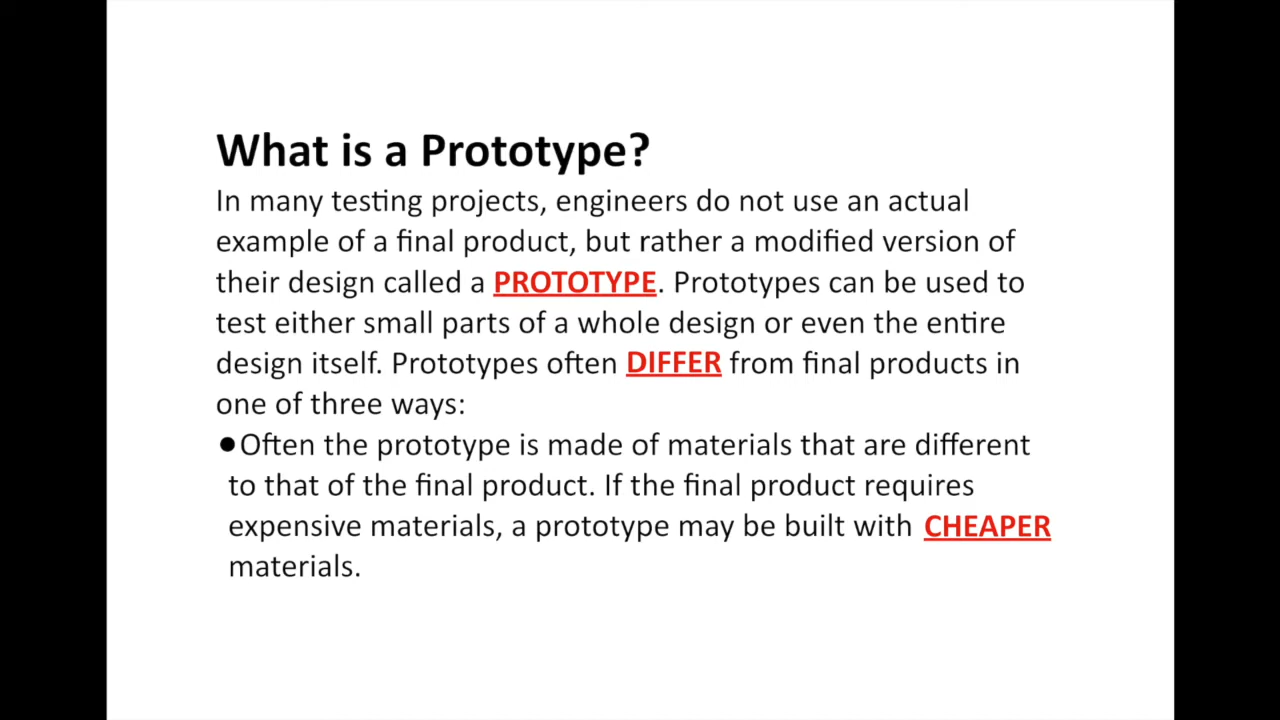 What is a Prototype?
In many testing projects, engineers do not use an actual
example of a final product, but rather a modified version of
their design called a PROTOTYPE. Prototypes can be used to
test either small parts of a whole design or even the entire
design itself. Prototypes often DIFFER from final products in
one of three ways:
●Often the prototype is made of materials that are different
to that of the final product. If the final product requires
expensive materials, a prototype may be built with CHEAPER
materials.